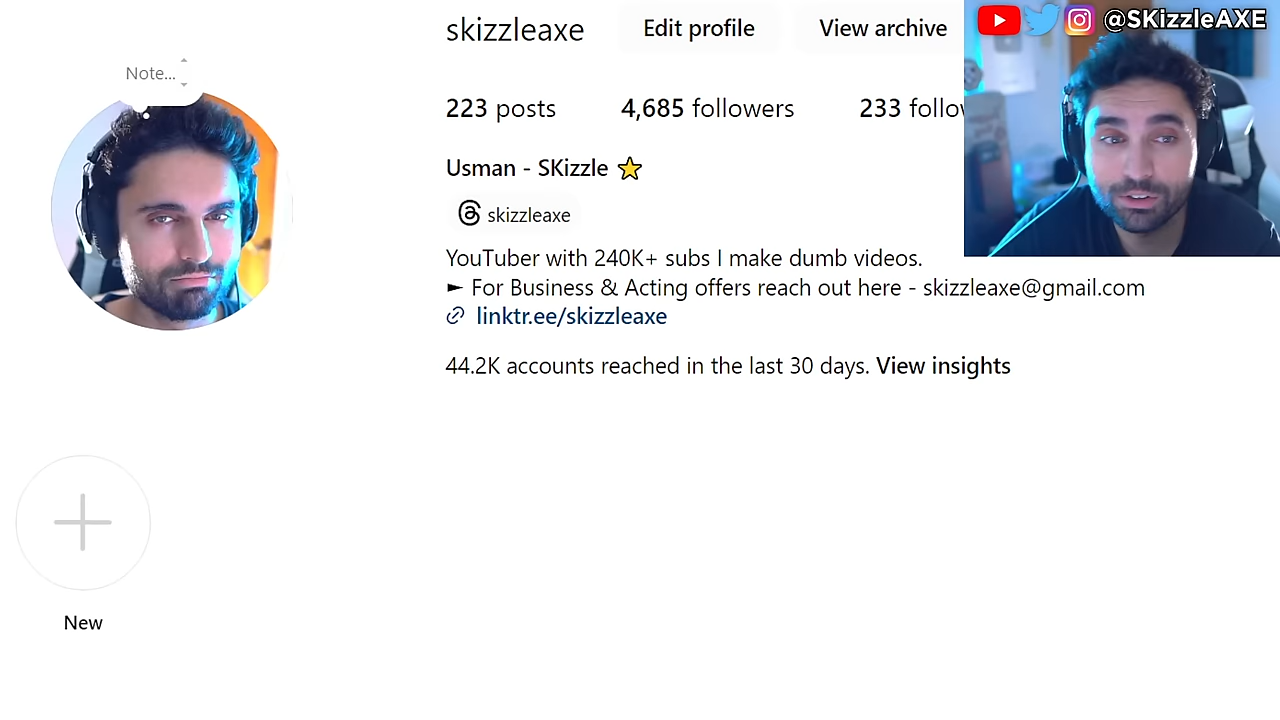 skizzleaxe Edit profile View archive
@SKizzleAXE
Note...
223 posts 4,685 followers 233 follow
Usman - SKizzle
skizzleaxe
YouTuber with 240K+ subs I make dumb videos.
► For Business & Acting offers reach out here - skizzleaxe@gmail.com
linktr.ee/skizzleaxe
44.2K accounts reached in the last 30 days. View insights
New